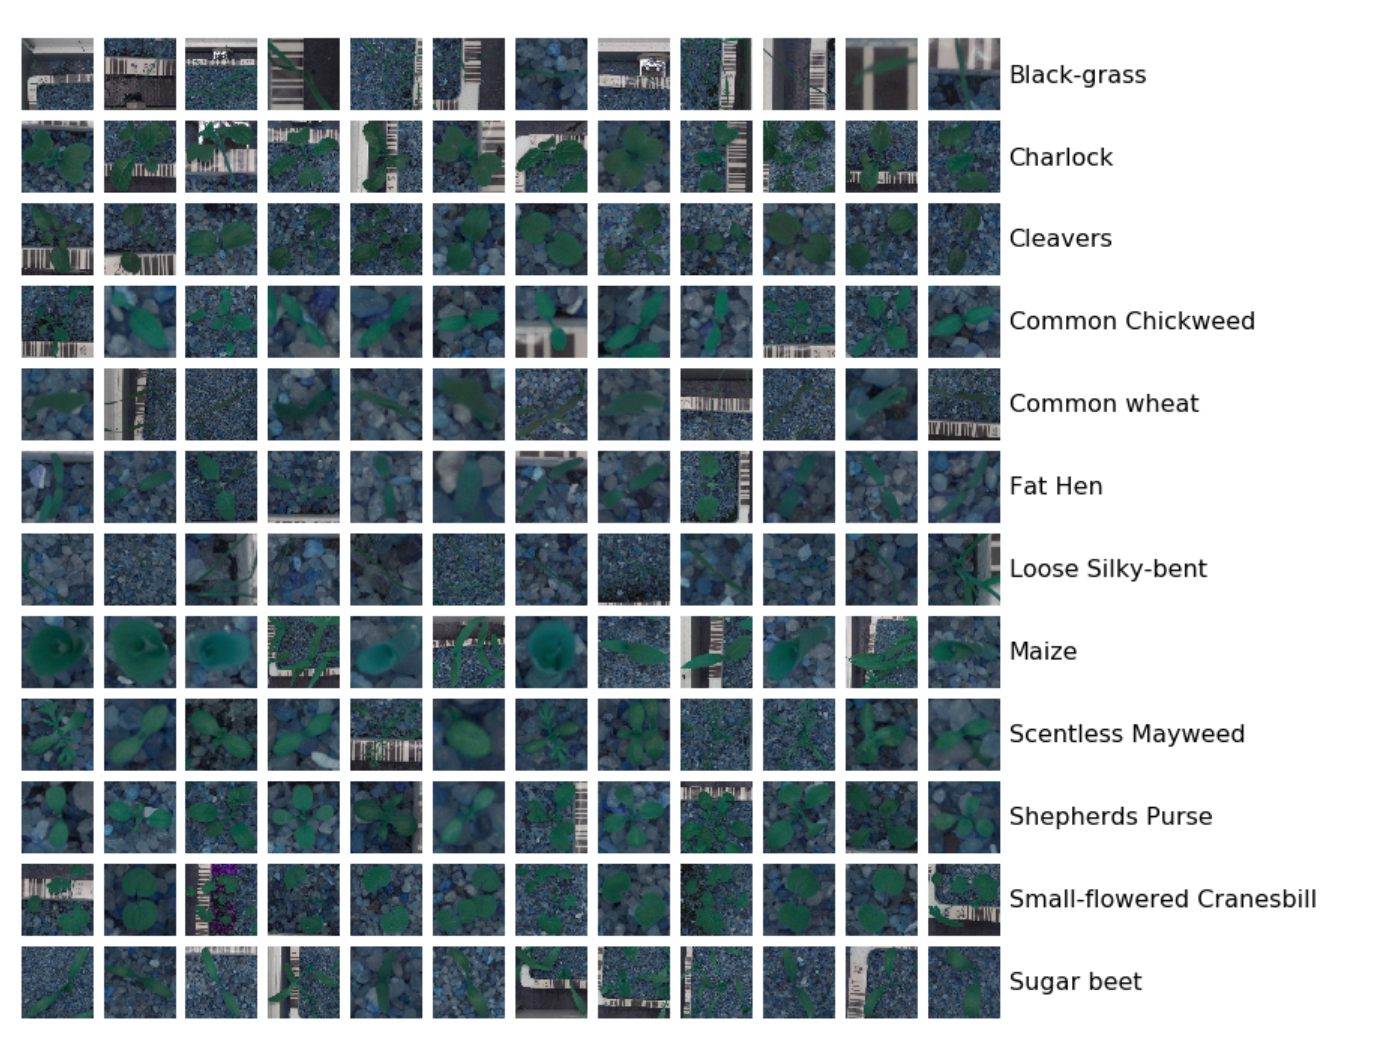 Black-grass
Charlock
Cleavers
Common Chickweed
Common wheat
Fat Hen
Loose Silky-bent
Maize
Scentless Mayweed
Shepherds Purse
Small-flowered Cranesbill
Sugar beet